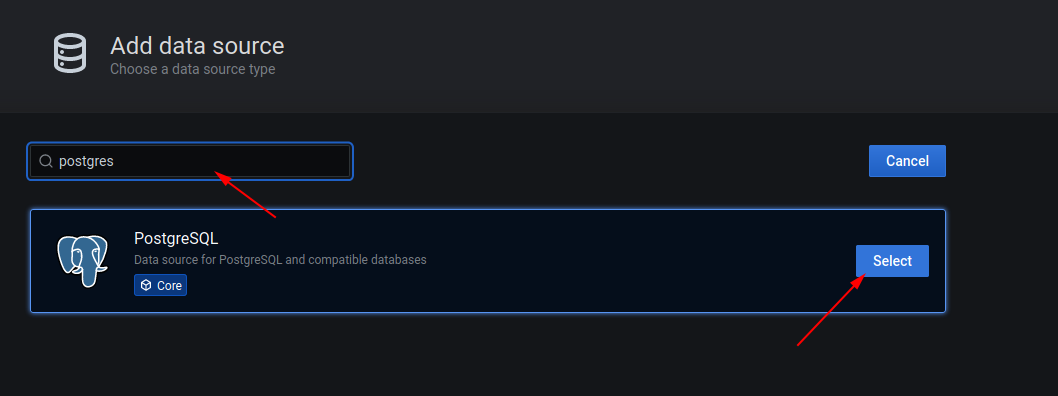 Add data source
Choose a data source type
postgres
Cancel
PostgreSQL
Data source for PostgreSQL and compatible databases
Core
Select